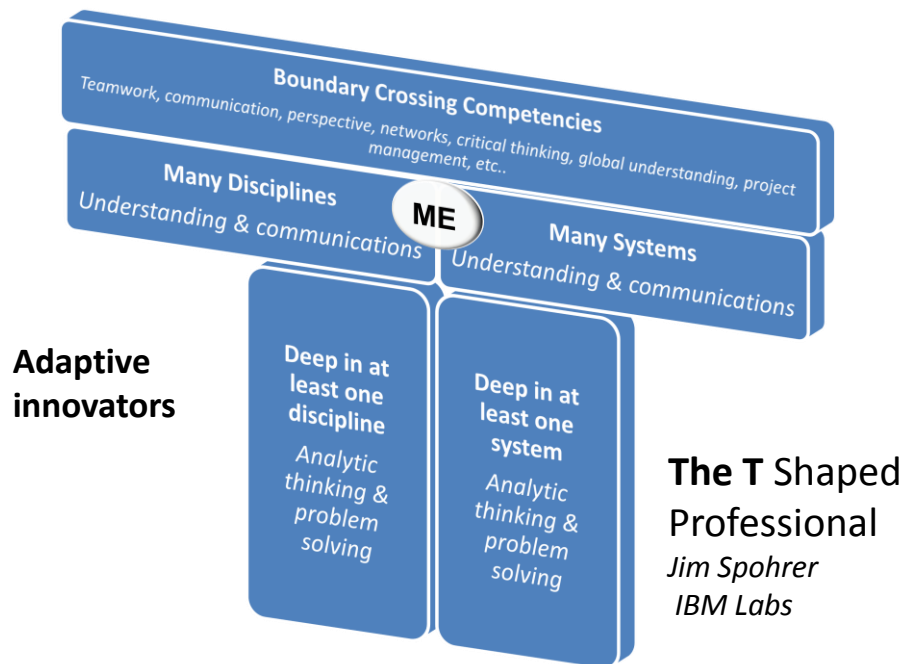 Boundary Crossing Competencies
Teamwork, communication, perspective, networks, critical thinking, global understanding, project
management, etc..
Many Disciplines
Understanding & communications
ME
Many Systems
Understanding & communications
Adaptive
innovators
Deep in at
least one
discipline
Analytic
thinking &
problem
solving
Deep in at
least one
system
Analytic
thinking &
problem
solving
The T Shaped
Professional
Jim Spohrer
IBM Labs